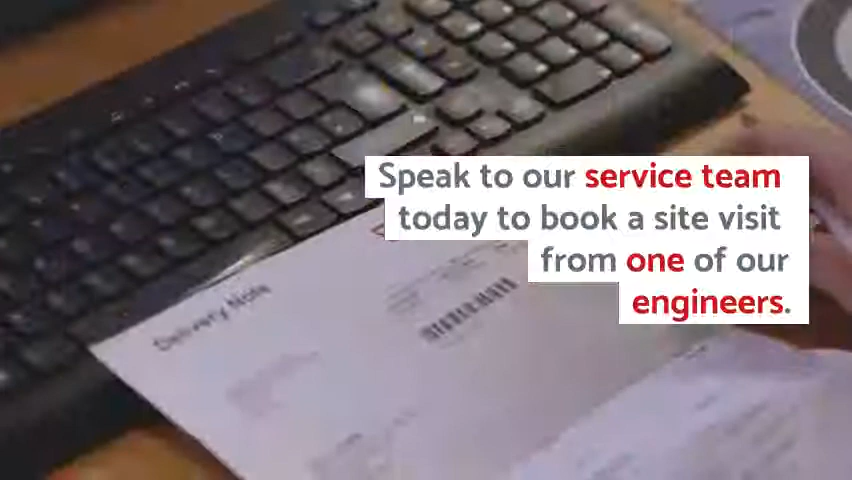 Speak to our service team
today to book a site visit
from one of our
engineers.
Delivery Note